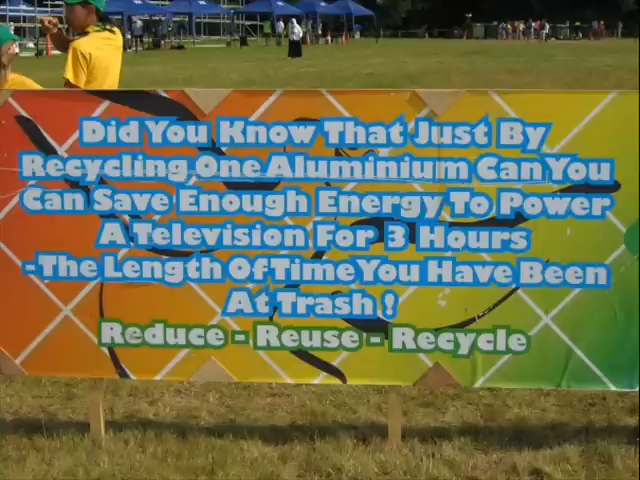 Did You Know That Just By
Recycling One Aluminium Can You
Can Save Enough Energy To Power
A Television For 3 Hours
-The Length Of Time You Have Been
At Trash !
Reduce - Reuse - Recycle